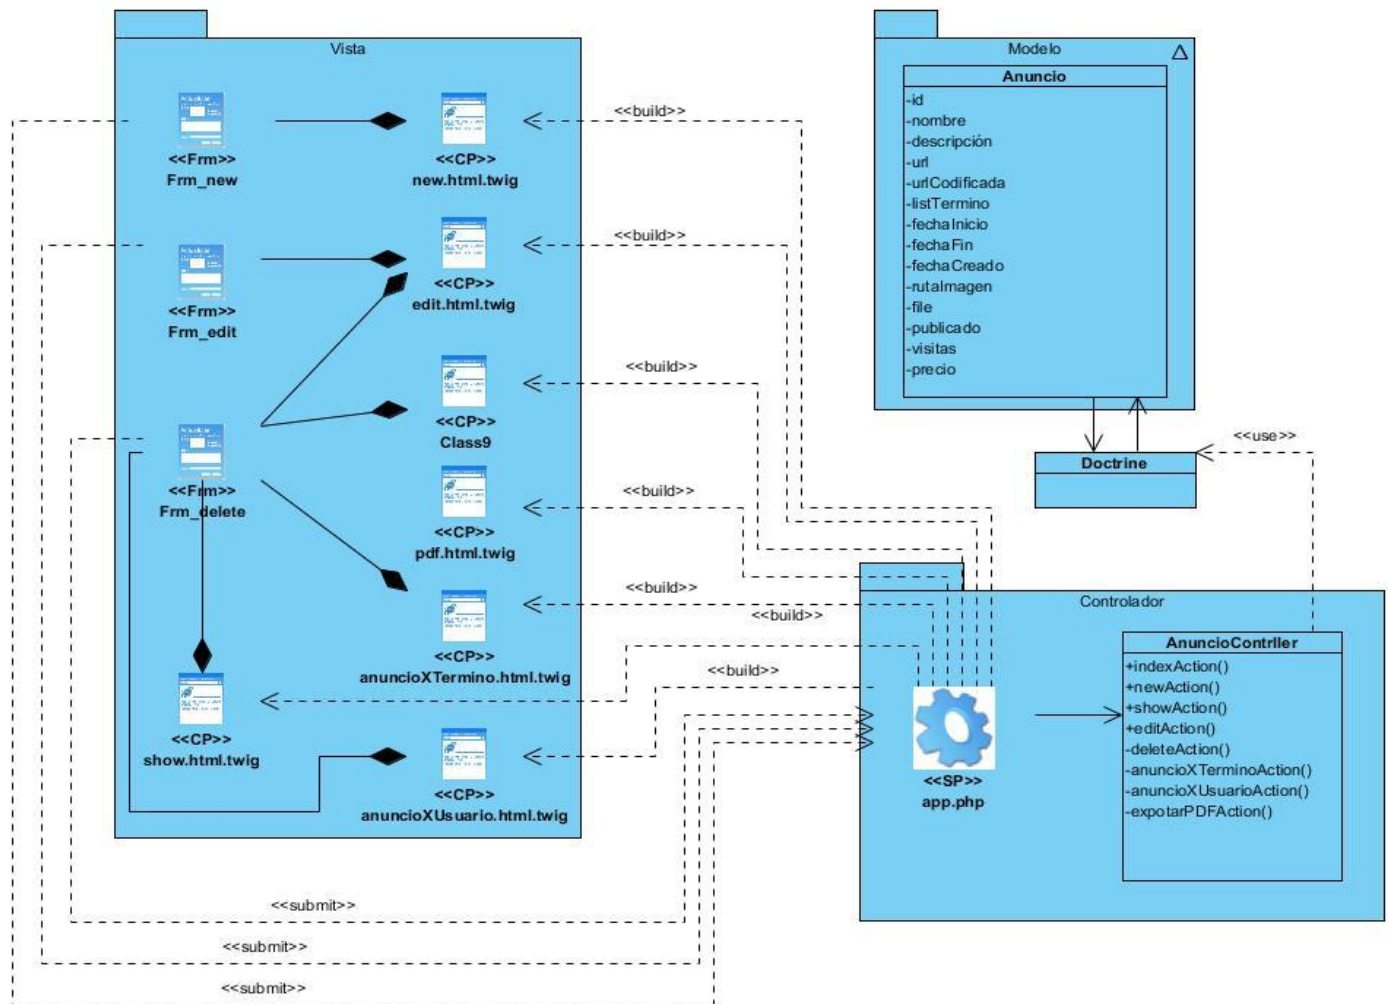 Vista
<<Frm>>
Frm_new
<<CP>>
new.html.twig
<<Frm>>
Frm_edit
<<CP>>
edit.html.twig
<<CP>>
Class9
<<Frm>>
Frm_delete
<<CP>>
pdf.html.twig
<<CP>>
anuncioXTermino.html.twig
<<CP>>
show.html.twig
<<CP>>
anuncioXUsuario.html.twig
<<build>>
<<build>>
<<build>>
<<build>>
<<build>>
<<build>>
<<build>>
<<submit>>
<<submit>>
<<submit>>
Modelo
Anuncio
-id
-nombre
-descripción
-url
-urlCodificada
-listTermino
-fechaInicio
-fechaFin
-fechaCreado
-rutaImagen
-file
-publicado
-visitas
-precio
<<use>>
Doctrine
Controlador
<<SP>>
app.php
AnuncioContrller
+indexAction()
+newAction()
+showAction()
+editAction()
-deleteAction()
-anuncioXTerminoAction()
-anuncioXUsuarioAction()
-expotarPDFAction()